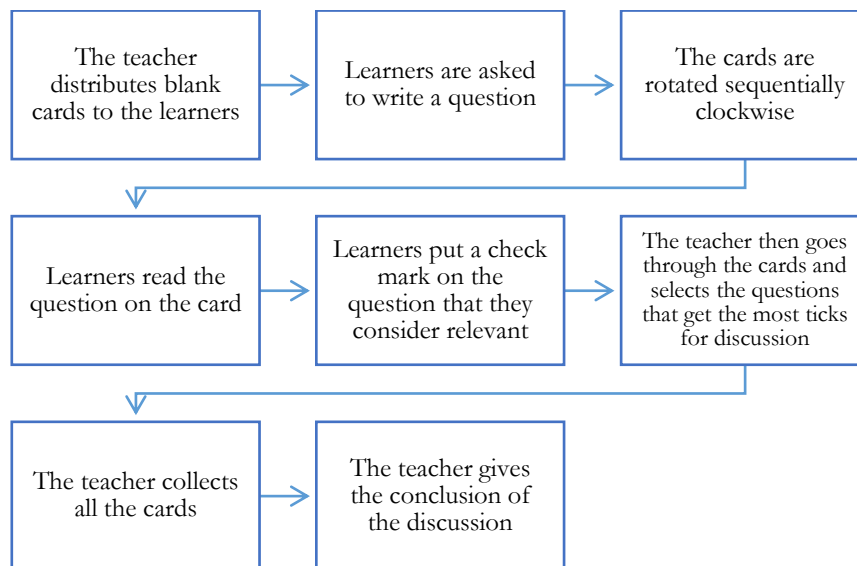 The teacher
distributes blank
cards to the learners
Learners are asked
to write a question
The cards are
rotated sequentially
clockwise
Learners read the
question on the card
Learners put a check
mark on the
question that they
consider relevant
The teacher then goes
through the cards and
selects the questions
that get the most ticks
for discussion
The teacher collects
all the cards
The teacher gives
the conclusion of
the discussion